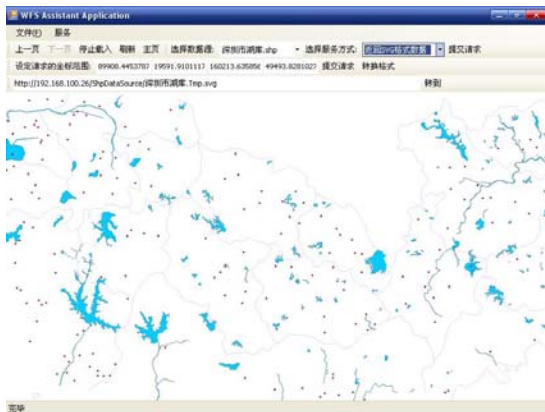 WFS Assistant Application
文件(F) 服务
上一页 下一页 停止载入 刷新 主页 选择数据源: 深圳市湖库.shp 选择服务方式: 返回SVG格式数据 提交请求
设定请求的坐标范围: 89908.4453787 19591.9101117 160213.635856 49493.8281027 提交请求 转换格式
http://192.168.100.26/ShpDataSource/深圳市湖库.Tmp.svg 转到
完毕